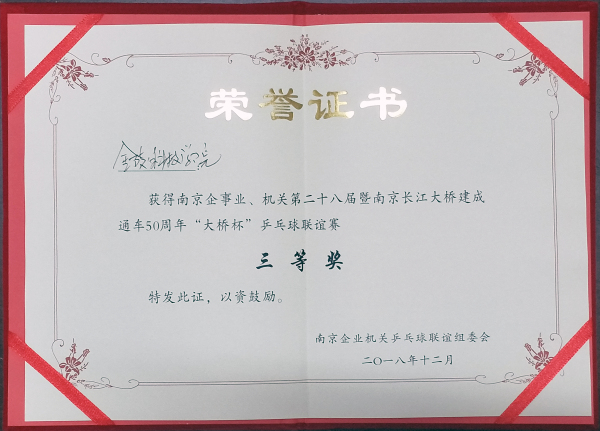 荣誉证书
金陵科技学院
获得南京企事业、机关第二十八届暨南京长江大桥建成
通车50周年“大桥杯”乒乓球联谊赛
三等奖
特发此证，以资鼓励。
南京企业机关乒乓球联谊组委会
二〇一八年十二月